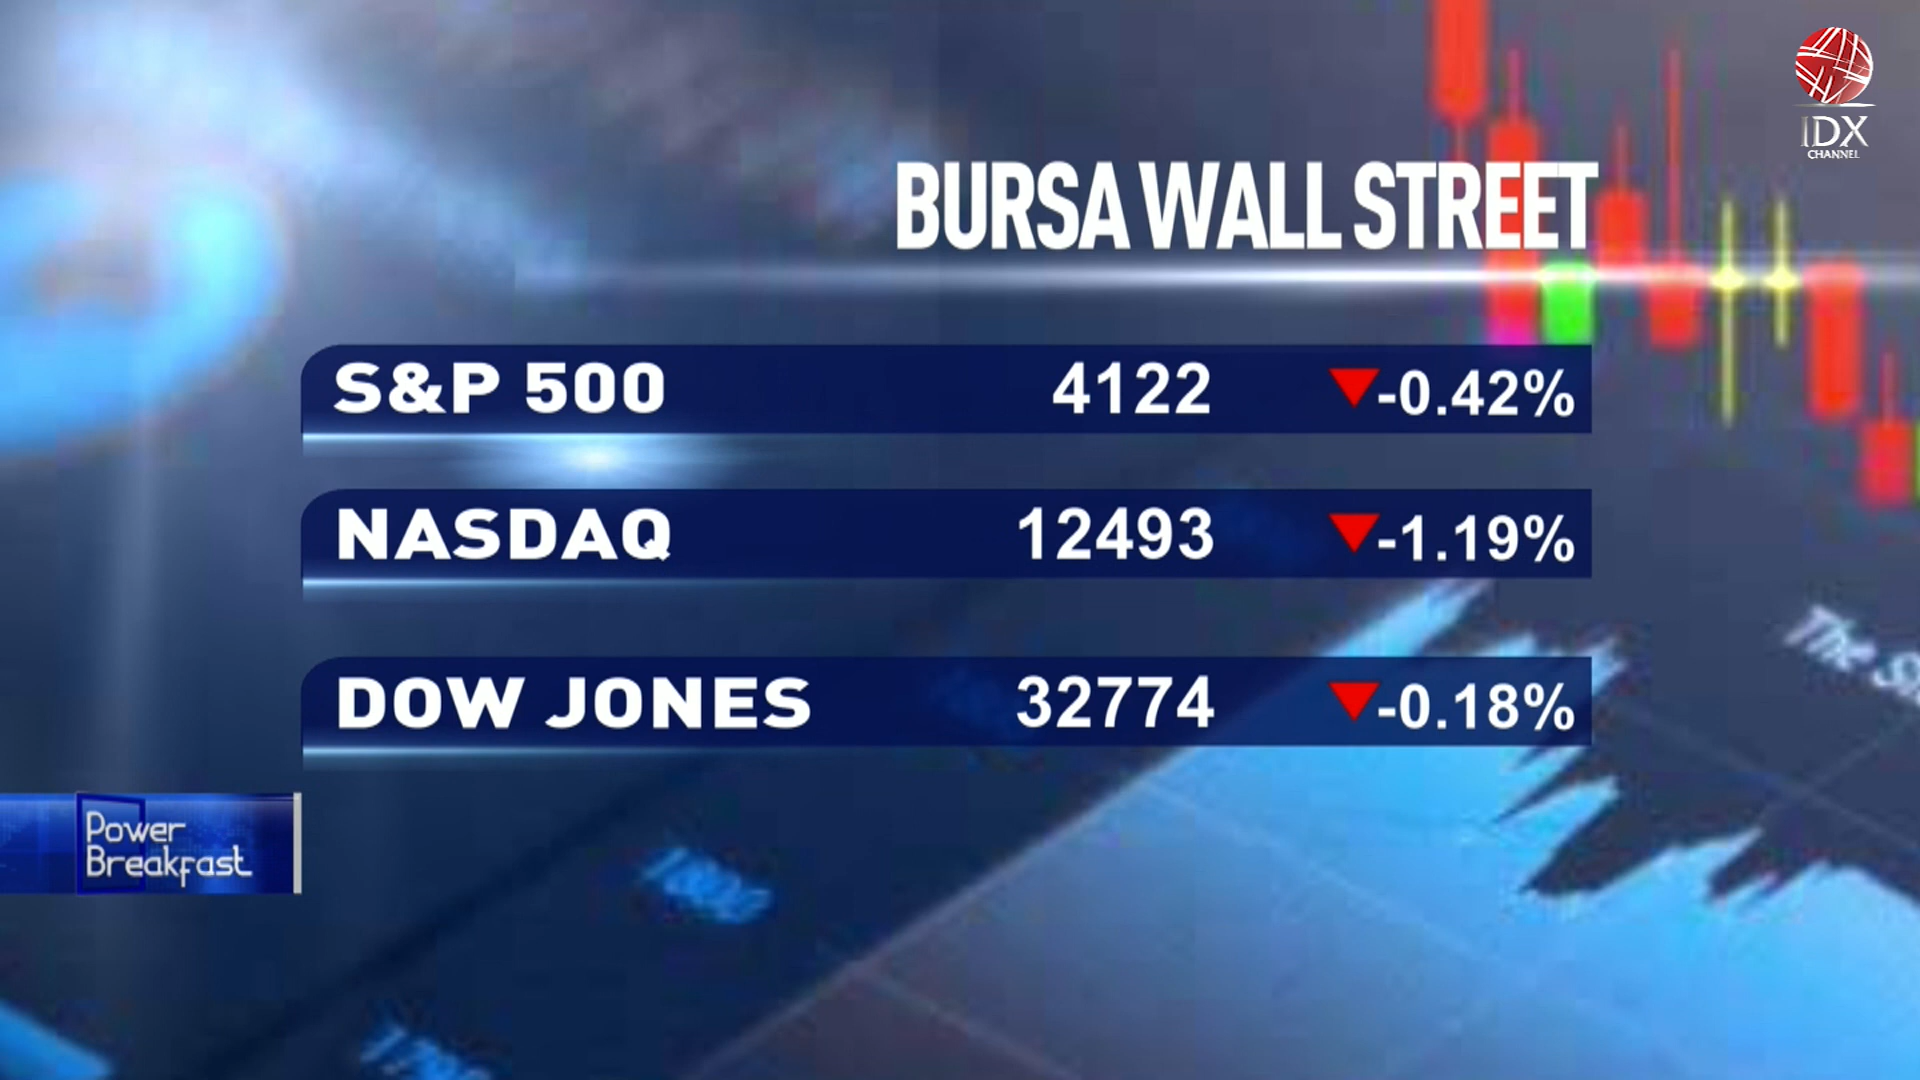 IDX
CHANNEL
BURSA WALL STREET
S&P 500 4122 -0.42%
NASDAQ 12493 -1.19%
DOW JONES 32774 -0.18%
The
Power
Breakfast